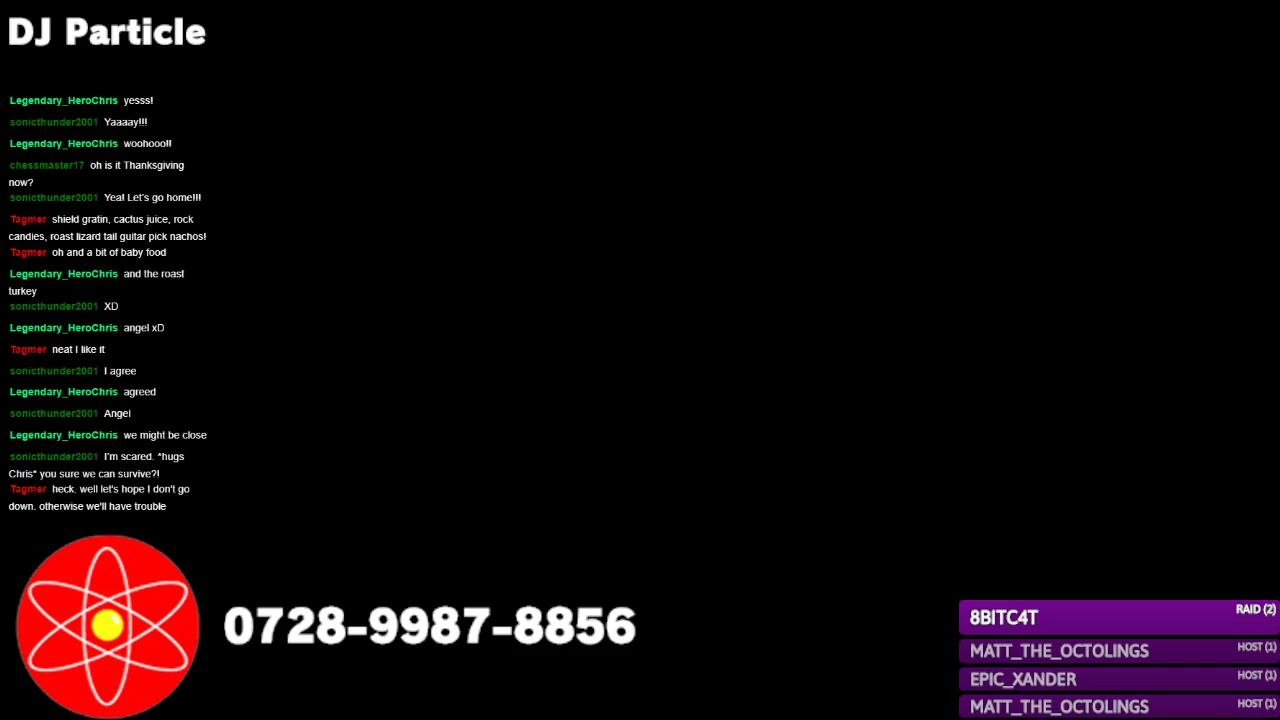 DJ Particle
Legendary_HeroChris yesss!
sonicthunder2001 Yaaaay!!!
Legendary_HeroChris woohooo!!
chessmaster17 oh is it Thanksgiving
now?
sonicthunder2001 Yea! Let's go home!!!
Tagmer shield gratin, cactus juice, rock
candies, roast lizard tail guitar pick nachos!
Tagmer oh and a bit of baby food
Legendary_HeroChris and the roast
turkey
sonicthunder2001 XD
Legendary_HeroChris angel xD
Tagmer neat I like it
sonicthunder2001 I agree
Legendary_HeroChris agreed
sonicthunder2001 Angel
Legendary_HeroChris we might be close
sonicthunder2001 I'm scared. *hugs
Chris* you sure we can survive?!
Tagmer heck. well let's hope I don't go
down. otherwise we'll have trouble
0728-9987-8856
8BITC4T RAID (2)
MATT_THE_OCTOLINGS HOST (1)
EPIC_XANDER HOST (1)
MATT_THE_OCTOLINGS HOST (1)